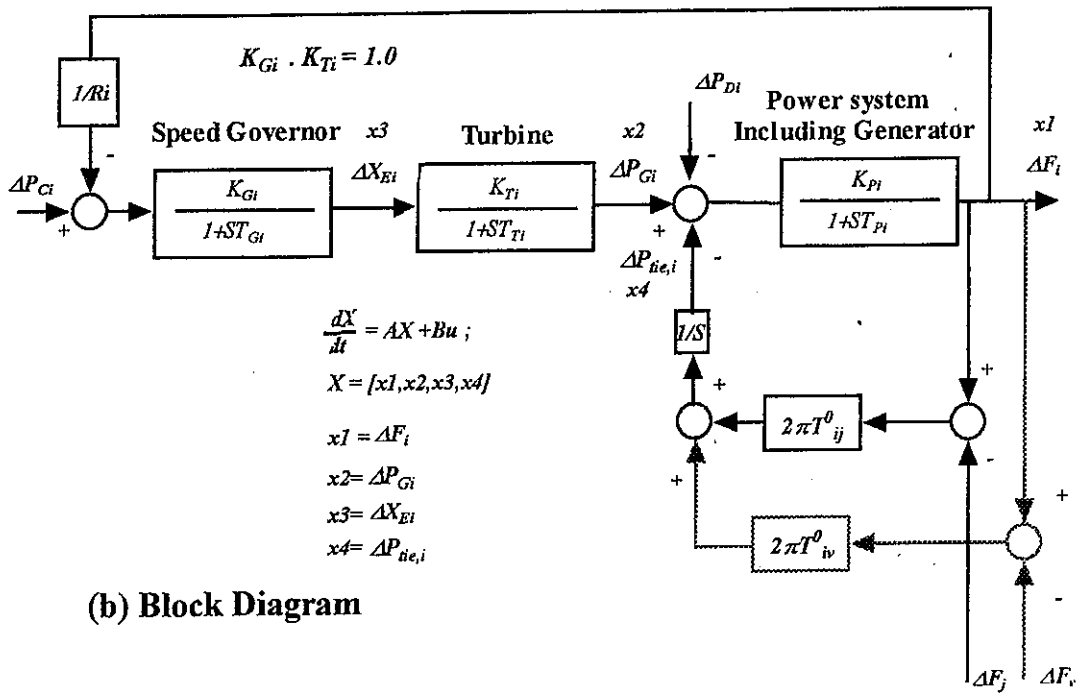 K_Gi . K_Ti = 1.0
1/Ri
ΔP_Di
Power system
Including Generator
x1
Speed Governor
x3
Turbine
x2
-
-
ΔP_Ci
K_Gi
1+ST_Gi
ΔX_Ei
K_Ti
1+ST_Ti
ΔP_Gi
K_Pi
1+ST_Pi
ΔF_i
+
+
ΔP_tie,i
-
x4
dX
dt
= AX +Bu ;
1/S
X = [x1,x2,x3,x4]
+
+
x1 = ΔF_i
2πT^0_ij
-
x2= ΔP_Gi
+
x3= ΔX_Ei
+
x4= ΔP_tie,i
2πT^0_iv
(b) Block Diagram
-
ΔF_j
ΔF_v